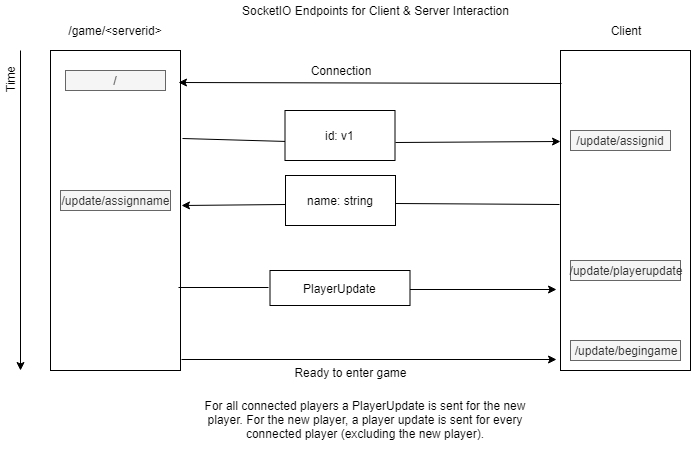 SocketIO Endpoints for Client & Server Interaction
/game/<serverid>
Client
Time
/
Connection
id: v1
/update/assignid
/update/assignname
name: string
/update/playerupdate
PlayerUpdate
/update/begingame
Ready to enter game
For all connected players a PlayerUpdate is sent for the new
player. For the new player, a player update is sent for every
connected player (excluding the new player).